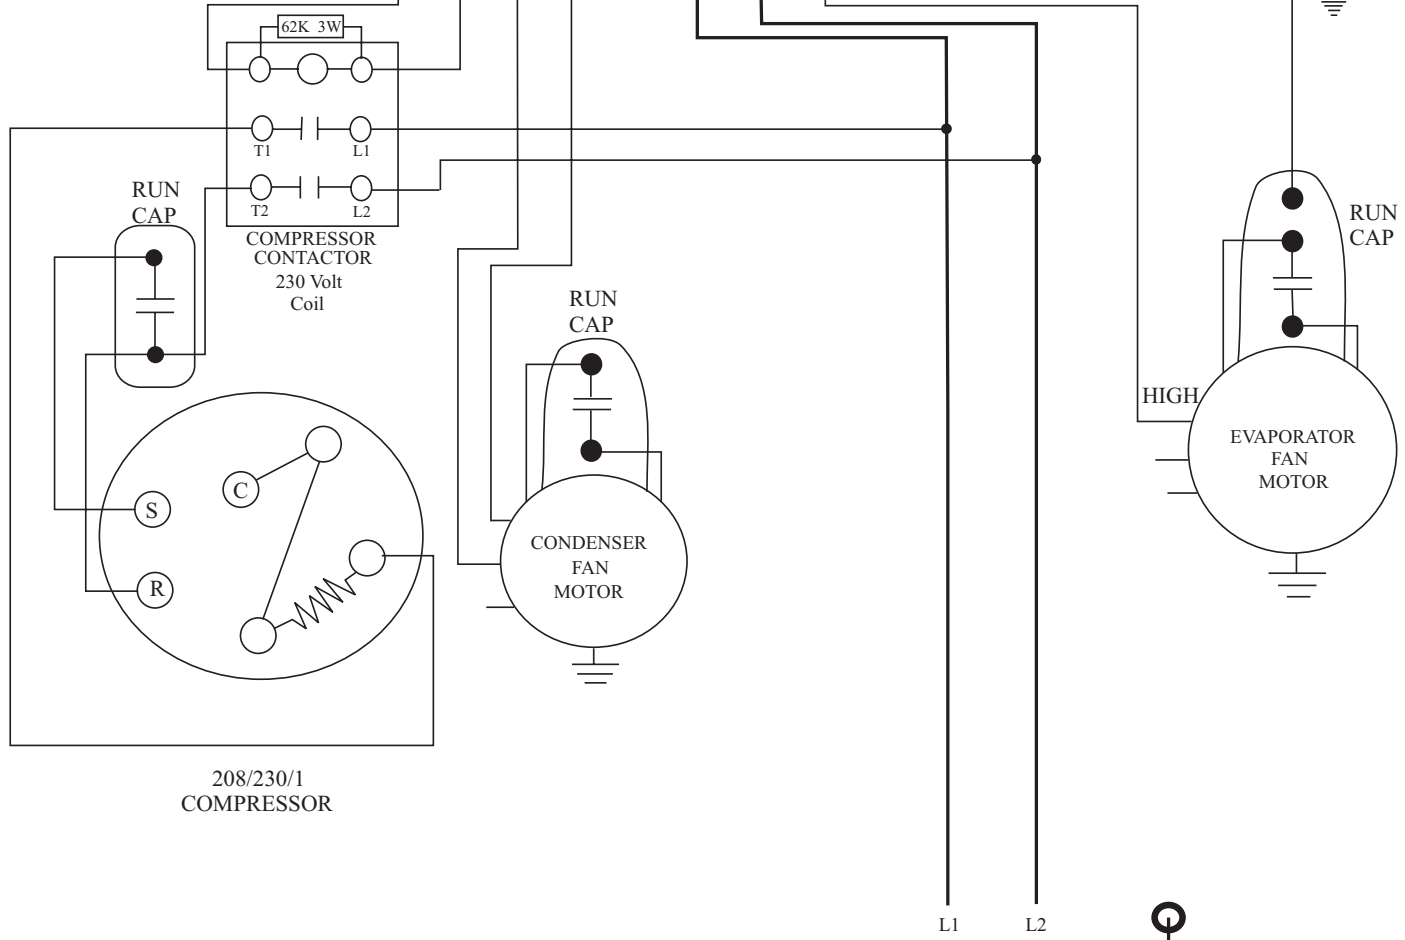 62K 3W
T1
L1
T2
L2
COMPRESSOR
CONTACTOR
230 Volt
Coil
RUN
CAP
RUN
CAP
RUN
CAP
HIGH
EVAPORATOR
FAN
MOTOR
C
S
R
CONDENSER
FAN
MOTOR
208/230/1
COMPRESSOR
L1
L2